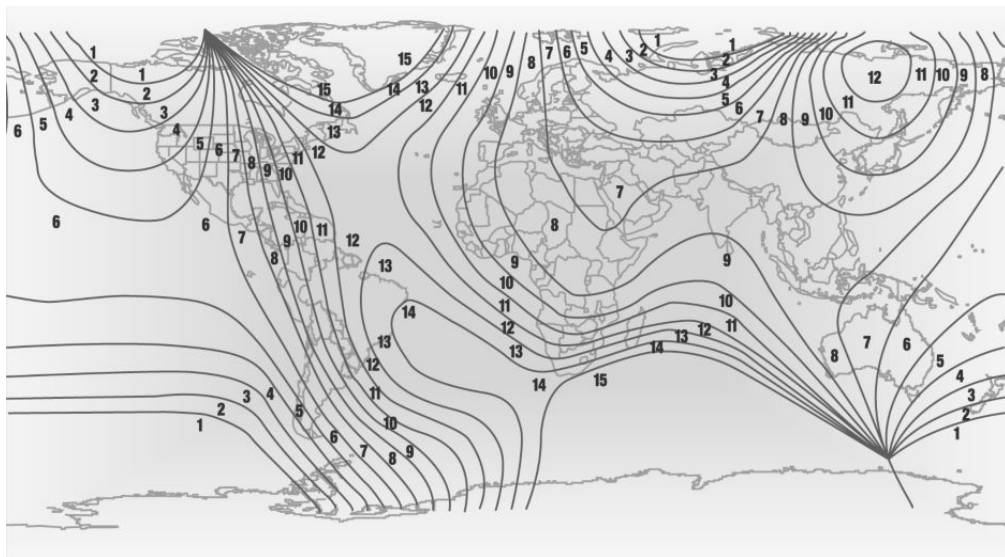 1 7 6 5 2 1 1
15 4 3 2
1 2 10 9 8 3 12 11 10 9 8
15 14 13 11 4
2 3 14 12 5 6 11
4 3 7 8 9 10
6 5 4 13
5 6 7 11 12
8 9 10
7
6 6 10 11 8
7 9 12
8 13 9 9
10
14 11 10
12 13 12 11
13 14 7 6
13 8 5
12 15 4
3 4 11 14 3
2 5 2
1 10 1
6 7 9
8